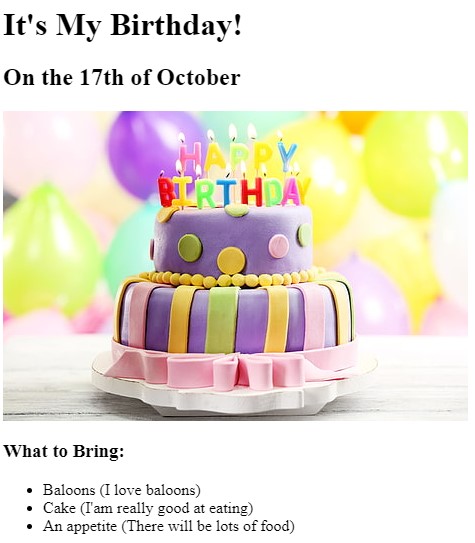 It's My Birthday!
On the 17th of October
HAPPY
BIRTHDAY
What to Bring:
Baloons (I love baloons)
Cake (I'am really good at eating)
An appetite (There will be lots of food)